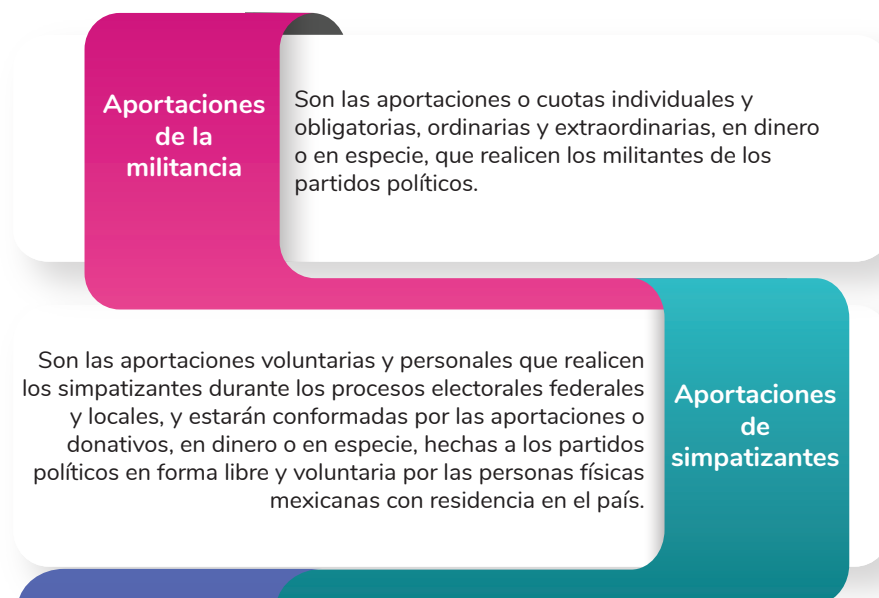 Aportaciones
de la
militancia
Son las aportaciones o cuotas individuales y
obligatorias, ordinarias y extraordinarias, en dinero
o en especie, que realicen los militantes de los
partidos políticos.
Son las aportaciones voluntarias y personales que realicen
los simpatizantes durante los procesos electorales federales
y locales, y estarán conformadas por las aportaciones o
donativos, en dinero o en especie, hechas a los partidos
políticos en forma libre y voluntaria por las personas físicas
mexicanas con residencia en el país.
Aportaciones
de
simpatizantes